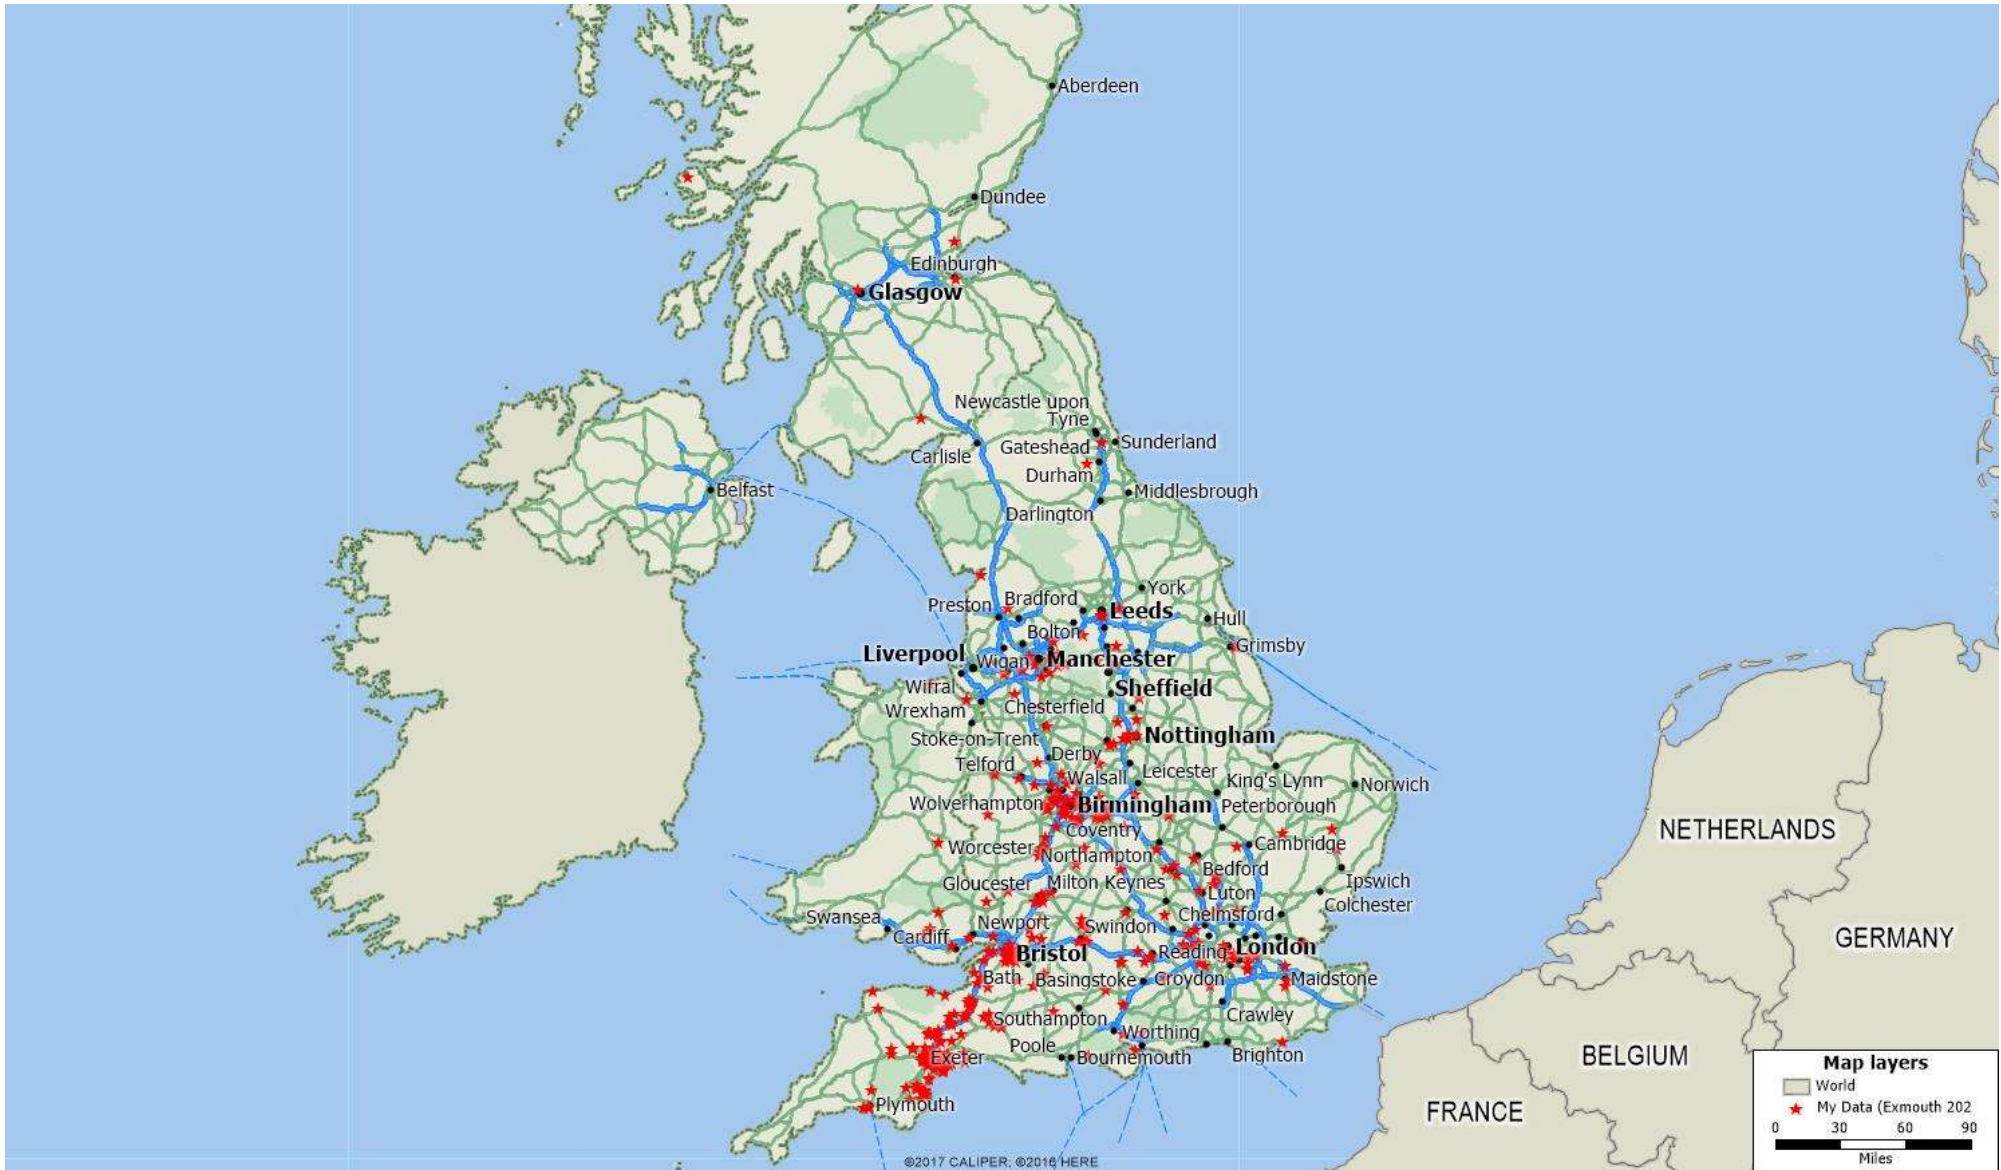 Aberdeen
Dundee
Edinburgh
Glasgow
Newcastle upon
Tyne
Sunderland
Gateshead
Carlisle
Durham
Belfast
Middlesbrough
Darlington
York
Bradford
Preston
Leeds
Hull
Bolton
Grimsby
Liverpool
Wigan
Manchester
Wirral
Sheffield
Wrexham
Chesterfield
Stoke-on-Trent
Nottingham
Derby
Telford
Walsall
Leicester
King's Lynn
Norwich
Wolverhampton
Birmingham
Peterborough
NETHERLANDS
Coventry
Worcester
Northampton
Cambridge
Bedford
Ipswich
Gloucester
Milton Keynes
Luton
Colchester
Swansea
Newport
Swindon
Chelmsford
Cardiff
GERMANY
Bristol
Reading
London
Bath
Basingstoke
Croydon
Maidstone
Southampton
Crawley
Worthing
Poole
Exeter
Bournemouth
Brighton
BELGIUM
Plymouth
FRANCE
Map layers
World
My Data (Exmouth 202
0 30 60 90
Miles
©2017 CALIPER; ©2016 HERE